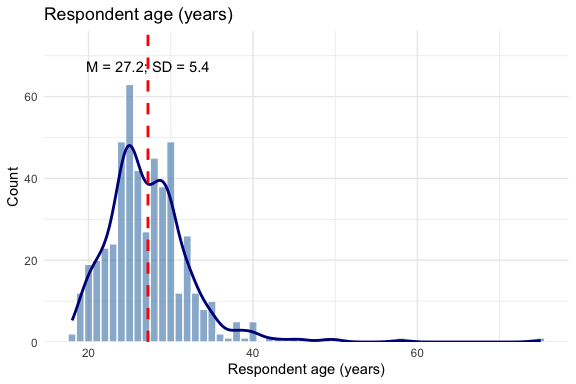 Respondent age (years)
M = 27.2; SD = 5.4
60
40
20
0
Count
20 40 60
Respondent age (years)